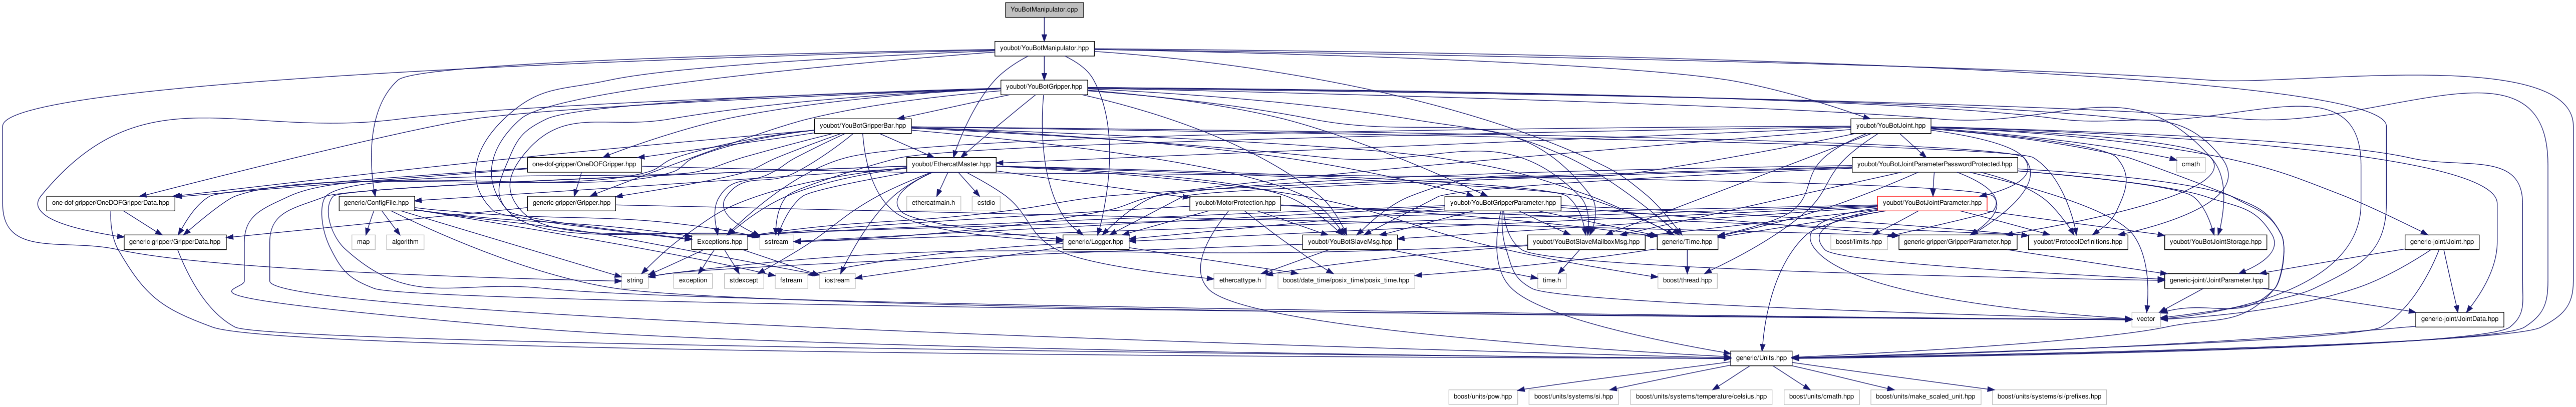 YouBotManipulator.cpp
youbot/YouBotManipulator.hpp
youbot/YouBotGripper.hpp
youbot/YouBotGripperBar.hpp
youbot/YouBotJoint.hpp
one-dof-gripper/OneDOFGripper.hpp
youbot/EthercatMaster.hpp
youbot/YouBotJointParameterPasswordProtected.hpp
cmath
one-dof-gripper/OneDOFGripperData.hpp
generic/ConfigFile.hpp
generic-gripper/Gripper.hpp
ethercatmain.h
cstdio
youbot/MotorProtection.hpp
youbot/YouBotGripperParameter.hpp
youbot/YouBotJointParameter.hpp
generic-gripper/GripperData.hpp
map
algorithm
Exceptions.hpp
sstream
generic/Logger.hpp
youbot/YouBotSlaveMsg.hpp
youbot/YouBotSlaveMailboxMsg.hpp
generic/Time.hpp
boost/limits.hpp
generic-gripper/GripperParameter.hpp
youbot/ProtocolDefinitions.hpp
youbot/YouBotJointStorage.hpp
generic-joint/Joint.hpp
string
exception
stdexcept
fstream
iostream
ethercattype.h
boost/date_time/posix_time/posix_time.hpp
time.h
boost/thread.hpp
generic-joint/JointParameter.hpp
vector
generic-joint/JointData.hpp
generic/Units.hpp
boost/units/pow.hpp
boost/units/systems/si.hpp
boost/units/systems/temperature/celsius.hpp
boost/units/cmath.hpp
boost/units/make_scaled_unit.hpp
boost/units/systems/si/prefixes.hpp